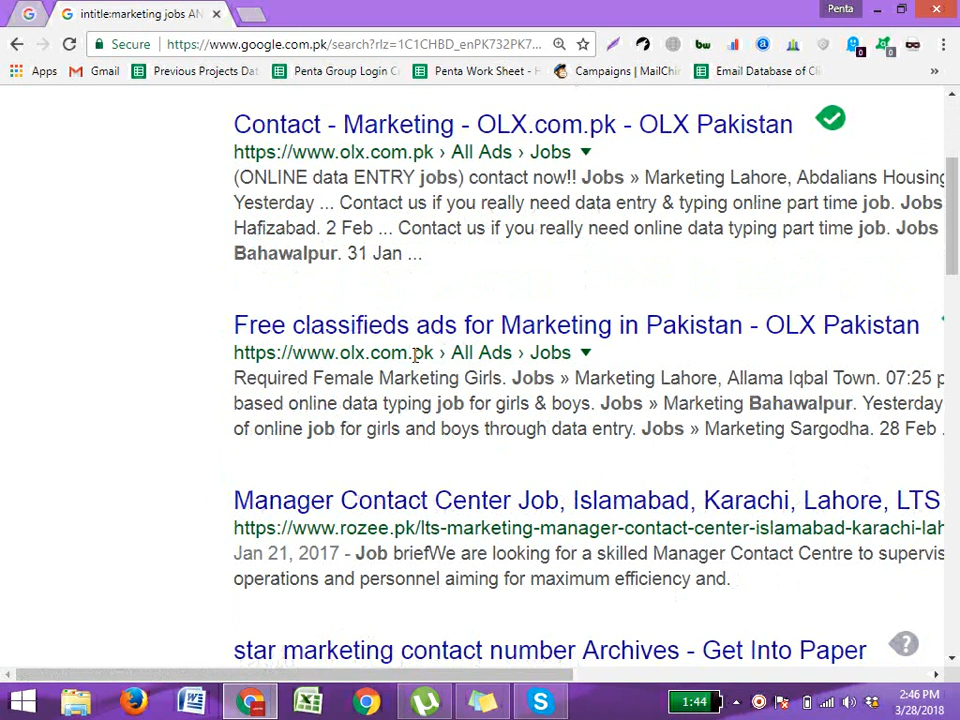 Penta
intitle:marketing jobs AN
Secure
https://www.google.com.pk/search?rlz=1C1CHBD_enPK732PK7...
Apps
Gmail
Previous Projects Dat
Penta Group Login Cr
Penta Work Sheet - H
Campaigns | MailChim
Email Database of Cli
Contact - Marketing - OLX.com.pk - OLX Pakistan
https://www.olx.com.pk › All Ads › Jobs
(ONLINE data ENTRY jobs) contact now!! Jobs » Marketing Lahore, Abdalians Housing
Yesterday ... Contact us if you really need data entry & typing online part time job. Jobs
Hafizabad. 2 Feb ... Contact us if you really need online data typing part time job. Jobs
Bahawalpur. 31 Jan ...
Free classifieds ads for Marketing in Pakistan - OLX Pakistan
https://www.olx.com.pk › All Ads › Jobs
Required Female Marketing Girls. Jobs » Marketing Lahore, Allama Iqbal Town. 07:25 p
based online data typing job for girls & boys. Jobs » Marketing Bahawalpur. Yesterday
of online job for girls and boys through data entry. Jobs » Marketing Sargodha. 28 Feb .
Manager Contact Center Job, Islamabad, Karachi, Lahore, LTS
https://www.rozee.pk/lts-marketing-manager-contact-center-islamabad-karachi-lah
Jan 21, 2017 - Job briefWe are looking for a skilled Manager Contact Centre to supervis
operations and personnel aiming for maximum efficiency and.
star marketing contact number Archives - Get Into Paper
1:44
2:46 PM
3/28/2018